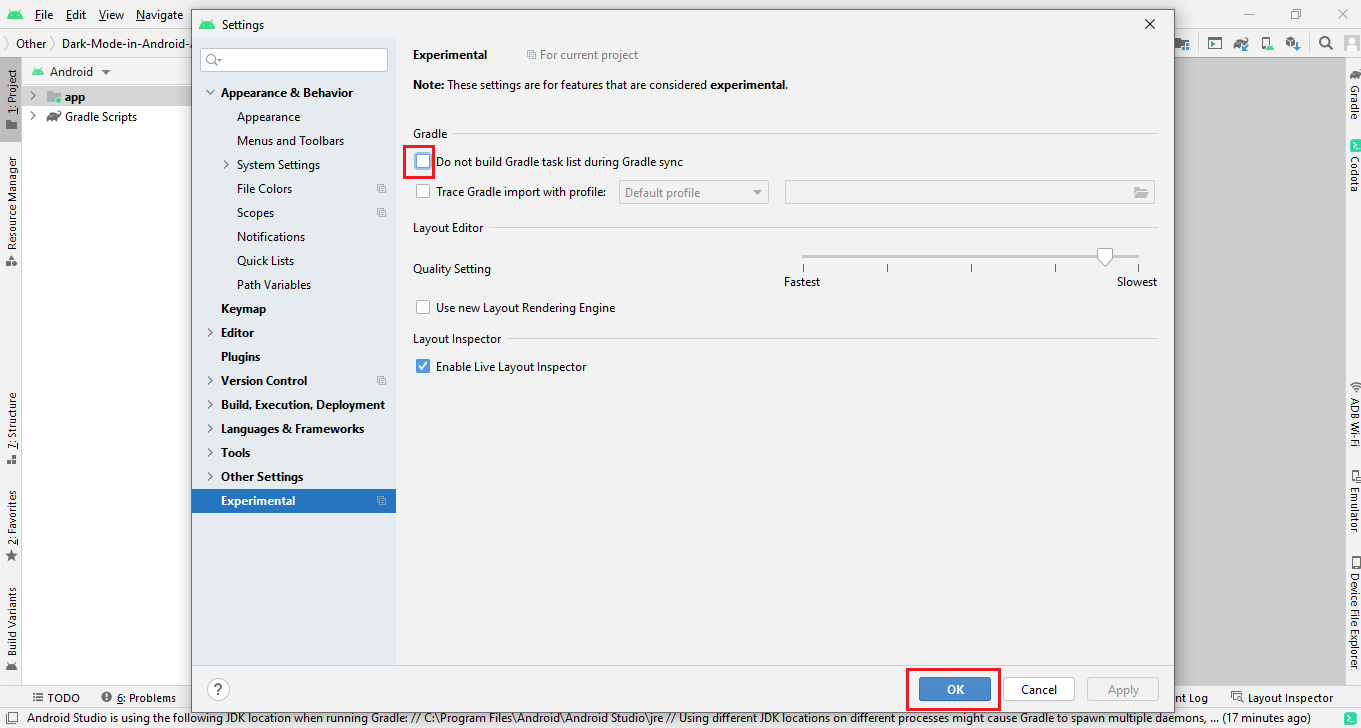 File Edit View Navigate
Settings
Other Dark-Mode-in-Android-
Android
app
Gradle Scripts
1: Project
Resource Manager
7: Structure
2: Favorites
Build Variants
Appearance & Behavior
Appearance
Menus and Toolbars
System Settings
File Colors
Scopes
Notifications
Quick Lists
Path Variables
Keymap
Editor
Plugins
Version Control
Build, Execution, Deployment
Languages & Frameworks
Tools
Other Settings
Experimental
Experimental For current project
Note: These settings are for features that are considered experimental.
Gradle
Do not build Gradle task list during Gradle sync
Trace Gradle import with profile: Default profile
Layout Editor
Quality Setting
Fastest Slowest
Use new Layout Rendering Engine
Layout Inspector
Enable Live Layout Inspector
? OK Cancel Apply
Gradle
Codota
ADB Wi-Fi
Emulator
Device File Explorer
TODO 6: Problems nt Log Layout Inspector
Android Studio is using the following JDK location when running Gradle: // C:\Program Files\Android\Android Studio\jre // Using different JDK locations on different processes might cause Gradle to spawn multiple daemons, ... (17 minutes ago)